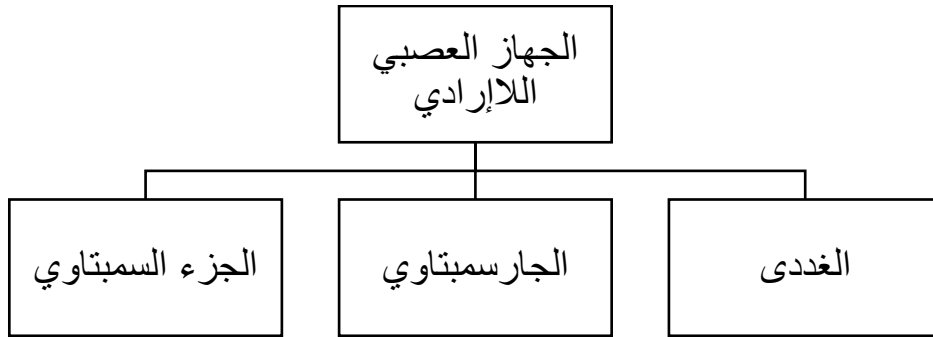 الجهاز العصبي
اللاإرادي
الغددى
الجارسمبتاوي
الجزء السمبتاوي